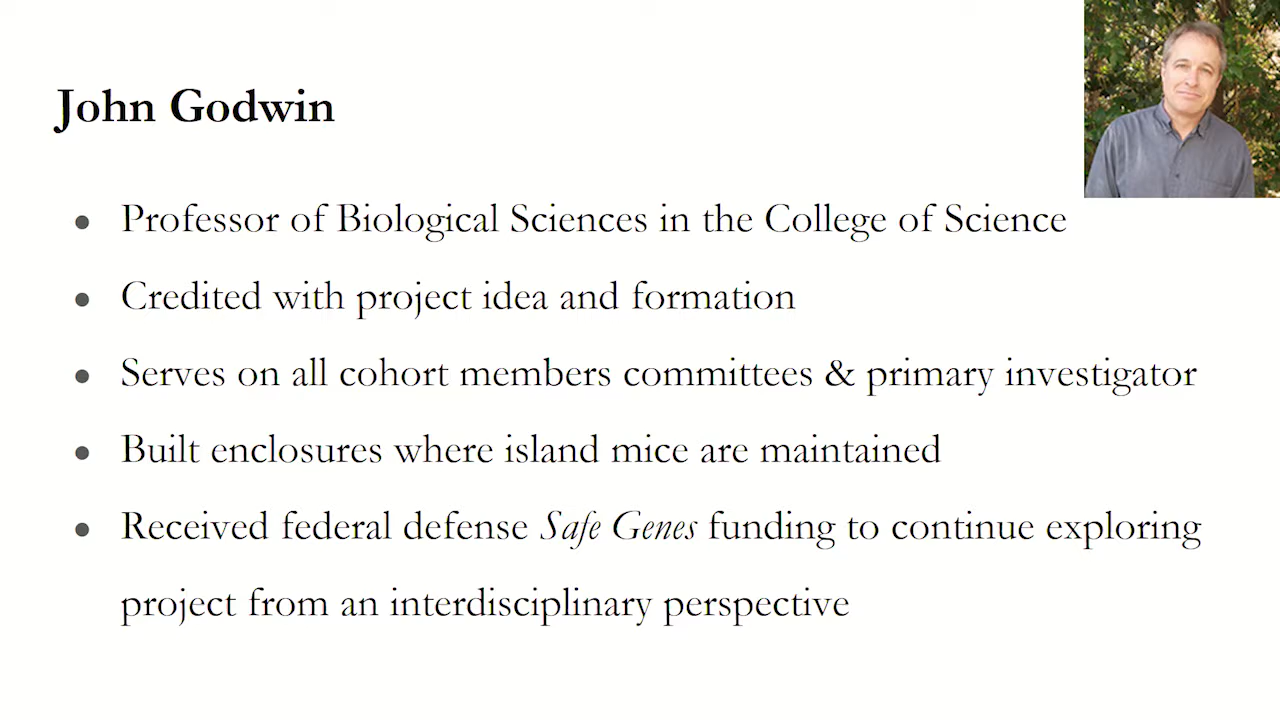 John Godwin
● Professor of Biological Sciences in the College of Science
● Credited with project idea and formation
● Serves on all cohort members committees & primary investigator
● Built enclosures where island mice are maintained
● Received federal defense Safe Genes funding to continue exploring
project from an interdisciplinary perspective